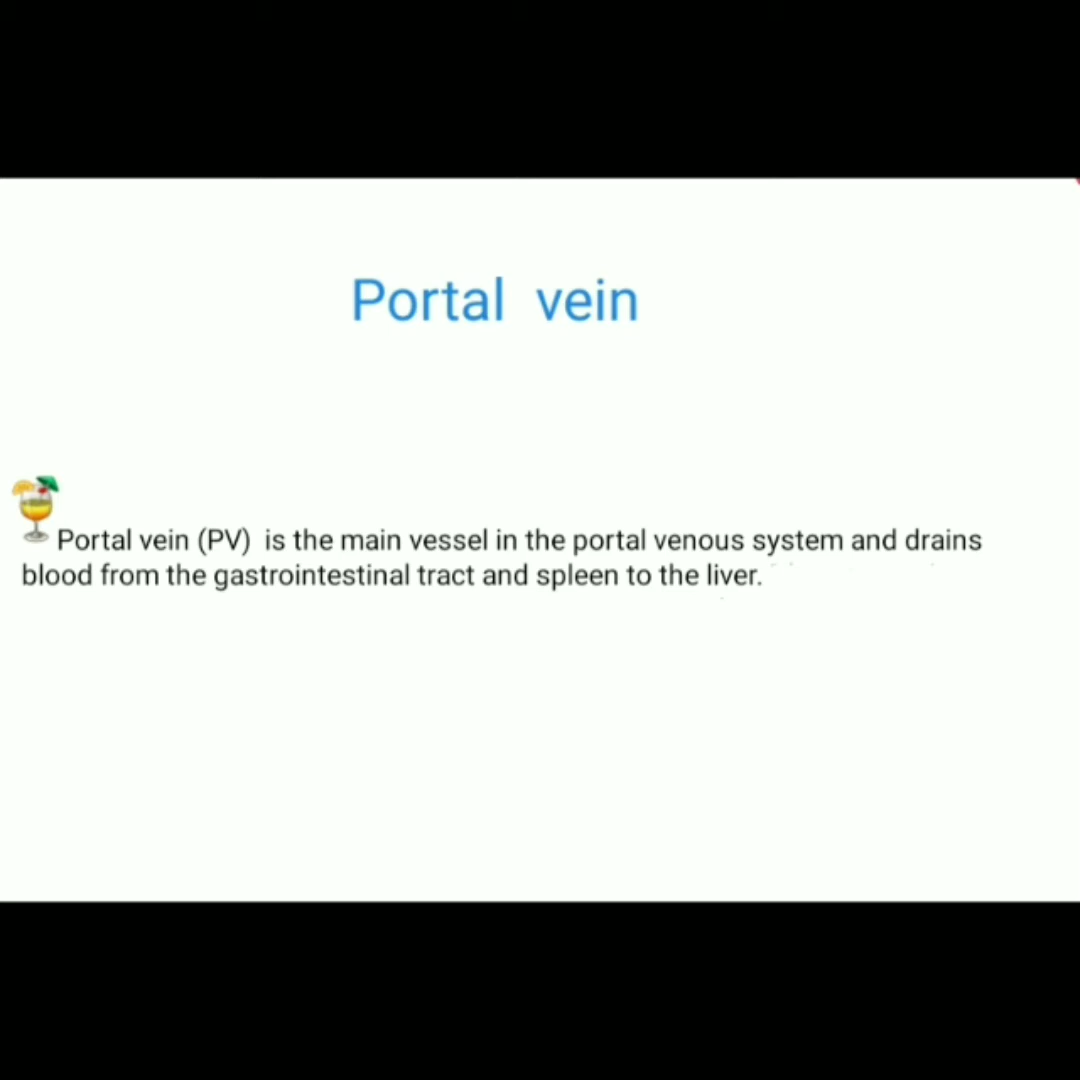 Portal vein
Portal vein (PV) is the main vessel in the portal venous system and drains
blood from the gastrointestinal tract and spleen to the liver.